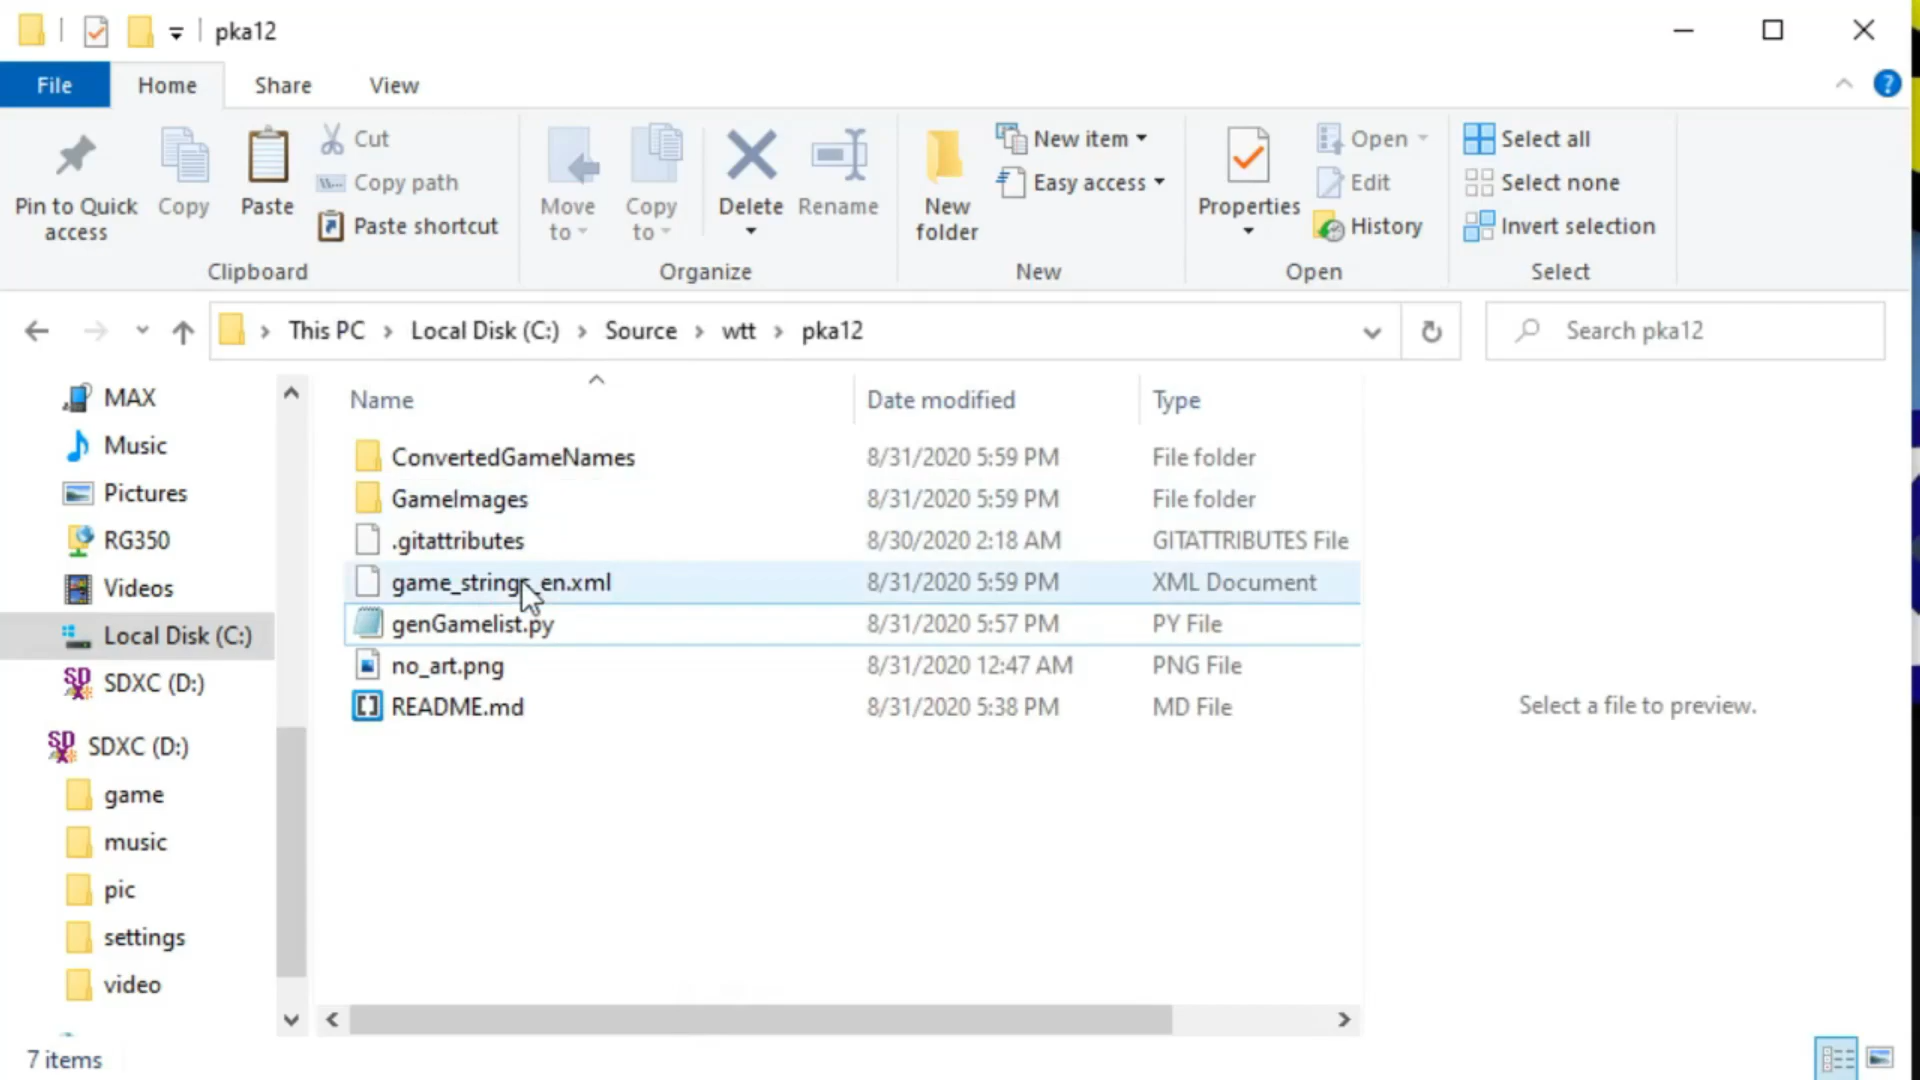 pka12
File Home Share View
Pin to Quick access
Copy
Paste
Cut
Copy path
Paste shortcut
Clipboard
Move to
Copy to
Delete
Rename
Organize
New folder
New item
Easy access
New
Properties
Open
Edit
History
Open
Select all
Select none
Invert selection
Select
This PC > Local Disk (C:) > Source > wtt > pka12
Search pka12
MAX
Music
Pictures
RG350
Videos
Local Disk (C:)
SDXC (D:)
SDXC (D:)
game
music
pic
settings
video
Name Date modified Type
ConvertedGameNames 8/31/2020 5:59 PM File folder
GameImages 8/31/2020 5:59 PM File folder
.gitattributes 8/30/2020 2:18 AM GITATTRIBUTES File
game_strings_en.xml 8/31/2020 5:59 PM XML Document
genGamelist.py 8/31/2020 5:57 PM PY File
no_art.png 8/31/2020 12:47 AM PNG File
README.md 8/31/2020 5:38 PM MD File
Select a file to preview.
7 items